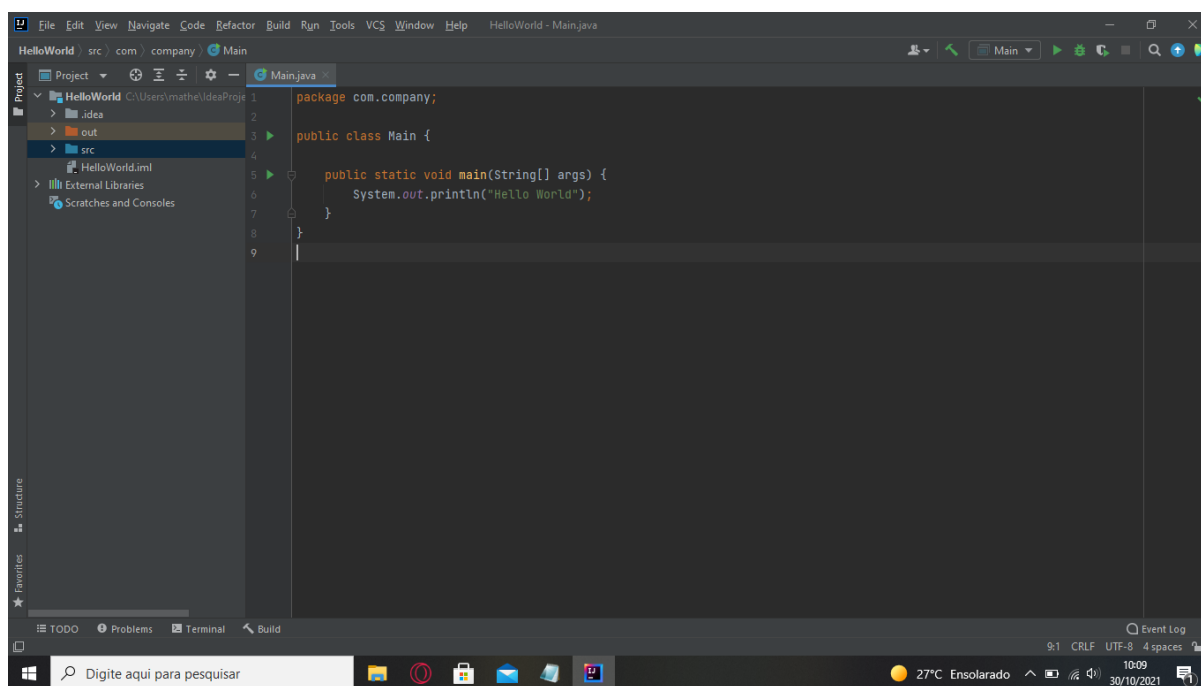 File Edit View Navigate Code Refactor Build Run Tools VCS Window Help HelloWorld - Main.java
HelloWorld src com company Main
Main
Project
Main.java
Project
HelloWorld C:\Users\mathe\IdeaProje
.idea
out
src
HelloWorld.iml
External Libraries
Scratches and Consoles
1 package com.company;
2
3 public class Main {
4
5 public static void main(String[] args) {
6 System.out.println("Hello World");
7 }
8 }
9
Structure
Favorites
TODO Problems Terminal Build Event Log
9:1 CRLF UTF-8 4 spaces
Digite aqui para pesquisar
27°C Ensolarado
10:09
30/10/2021
1